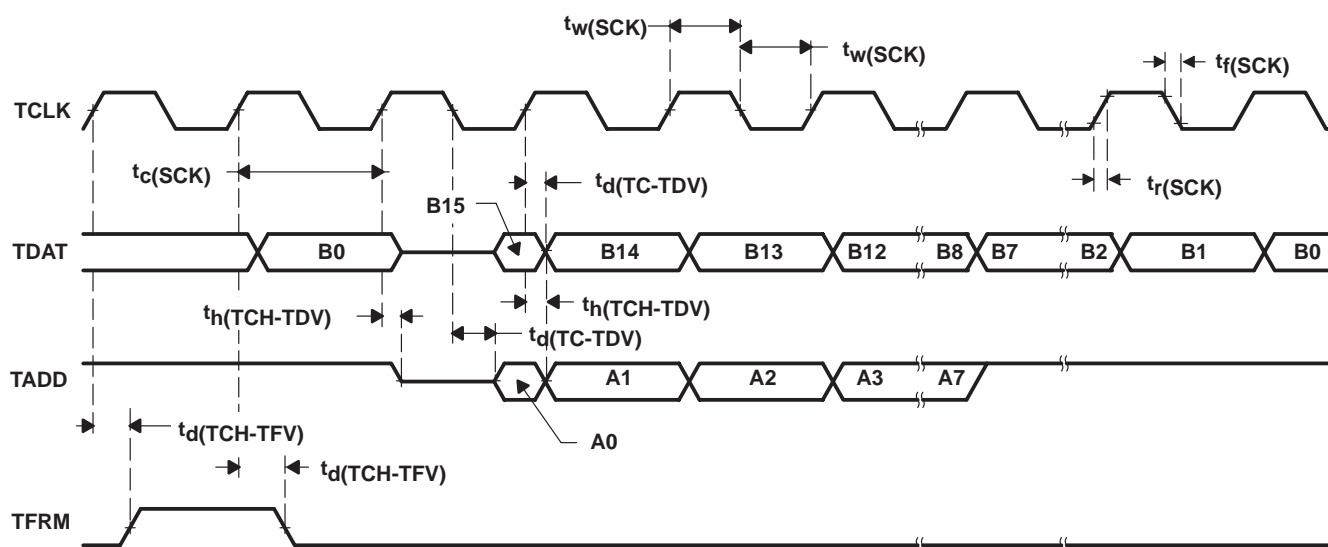 tw(SCK)
tw(SCK)
tf(SCK)
TCLK
tc(SCK)
td(TC-TDV)
tr(SCK)
B15
TDAT
B0
B14
B13
B12
B8
B7
B2
B1
B0
th(TCH-TDV)
th(TCH-TDV)
td(TC-TDV)
TADD
A1
A2
A3
A7
td(TCH-TFV)
A0
td(TCH-TFV)
TFRM